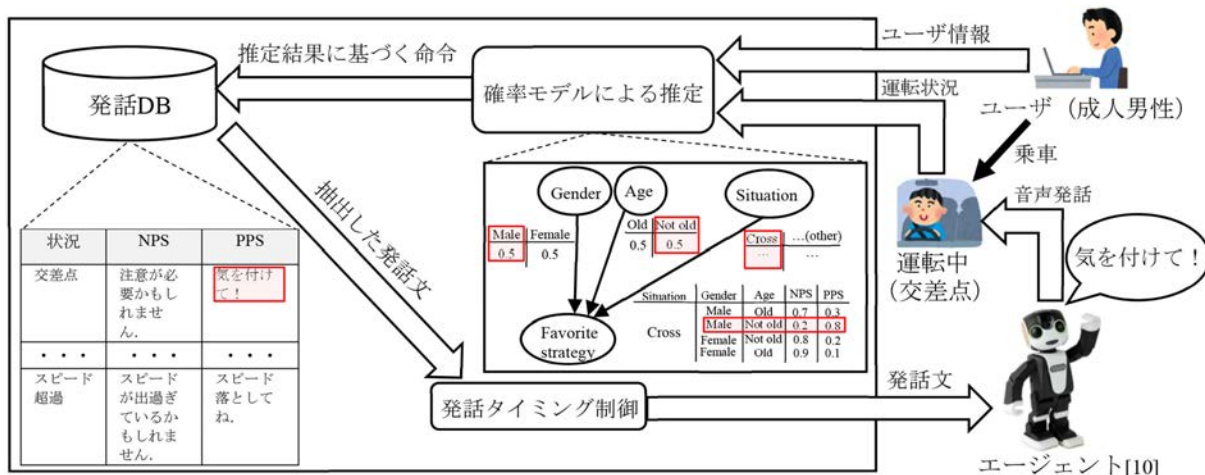 推定結果に基づく命令
ユーザ情報
発話DB
確率モデルによる推定
運転状況
ユーザ（成人男性）
乗車
抽出した発話文
Gender
Age
Situation
音声発話
Male Female
0.5 0.5
Old Not old
0.5 0.5
Cross …(other)
… …
運転中
（交差点）
気を付けて！
状況 NPS PPS
交差点 注意が必要かもしれません． 気を付けて！
・・・ ・・・ ・・・
スピード超過 スピードが出過ぎているかもしれません． スピード落としてね．
Favorite
strategy
Situation Gender Age NPS PPS
Cross
Male Old 0.7 0.3
Male Not old 0.2 0.8
Female Not old 0.8 0.2
Female Old 0.9 0.1
発話タイミング制御
発話文
エージェント[10]